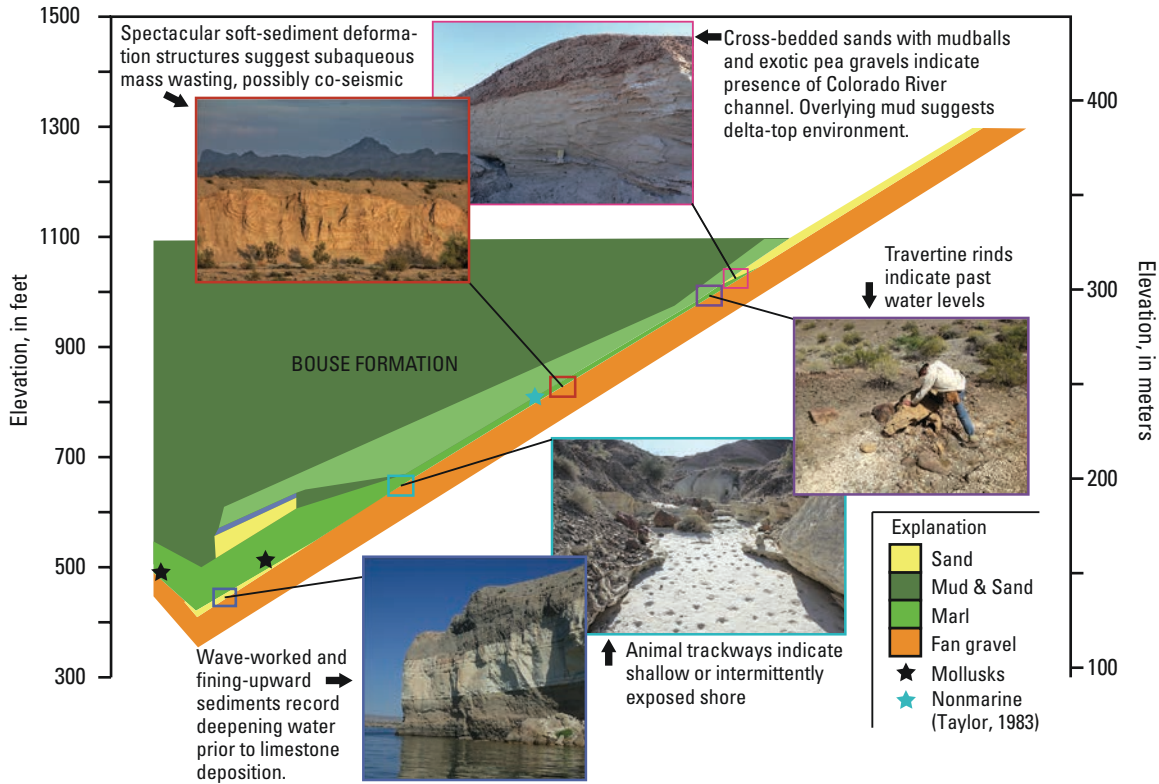 1500
1300
1100
900
700
500
300
Elevation, in feet
Spectacular soft-sediment deforma-
tion structures suggest subaqueous
mass wasting, possibly co-seismic
Cross-bedded sands with mudballs
and exotic pea gravels indicate
presence of Colorado River
channel. Overlying mud suggests
delta-top environment.
400
300
200
100
Elevation, in meters
Travertine rinds
indicate past
water levels
BOUSE FORMATION
Wave-worked and
fining-upward
sediments record
deepening water
prior to limestone
deposition.
Animal trackways indicate
shallow or intermittently
exposed shore
Explanation
Sand
Mud & Sand
Marl
Fan gravel
Mollusks
Nonmarine
(Taylor, 1983)